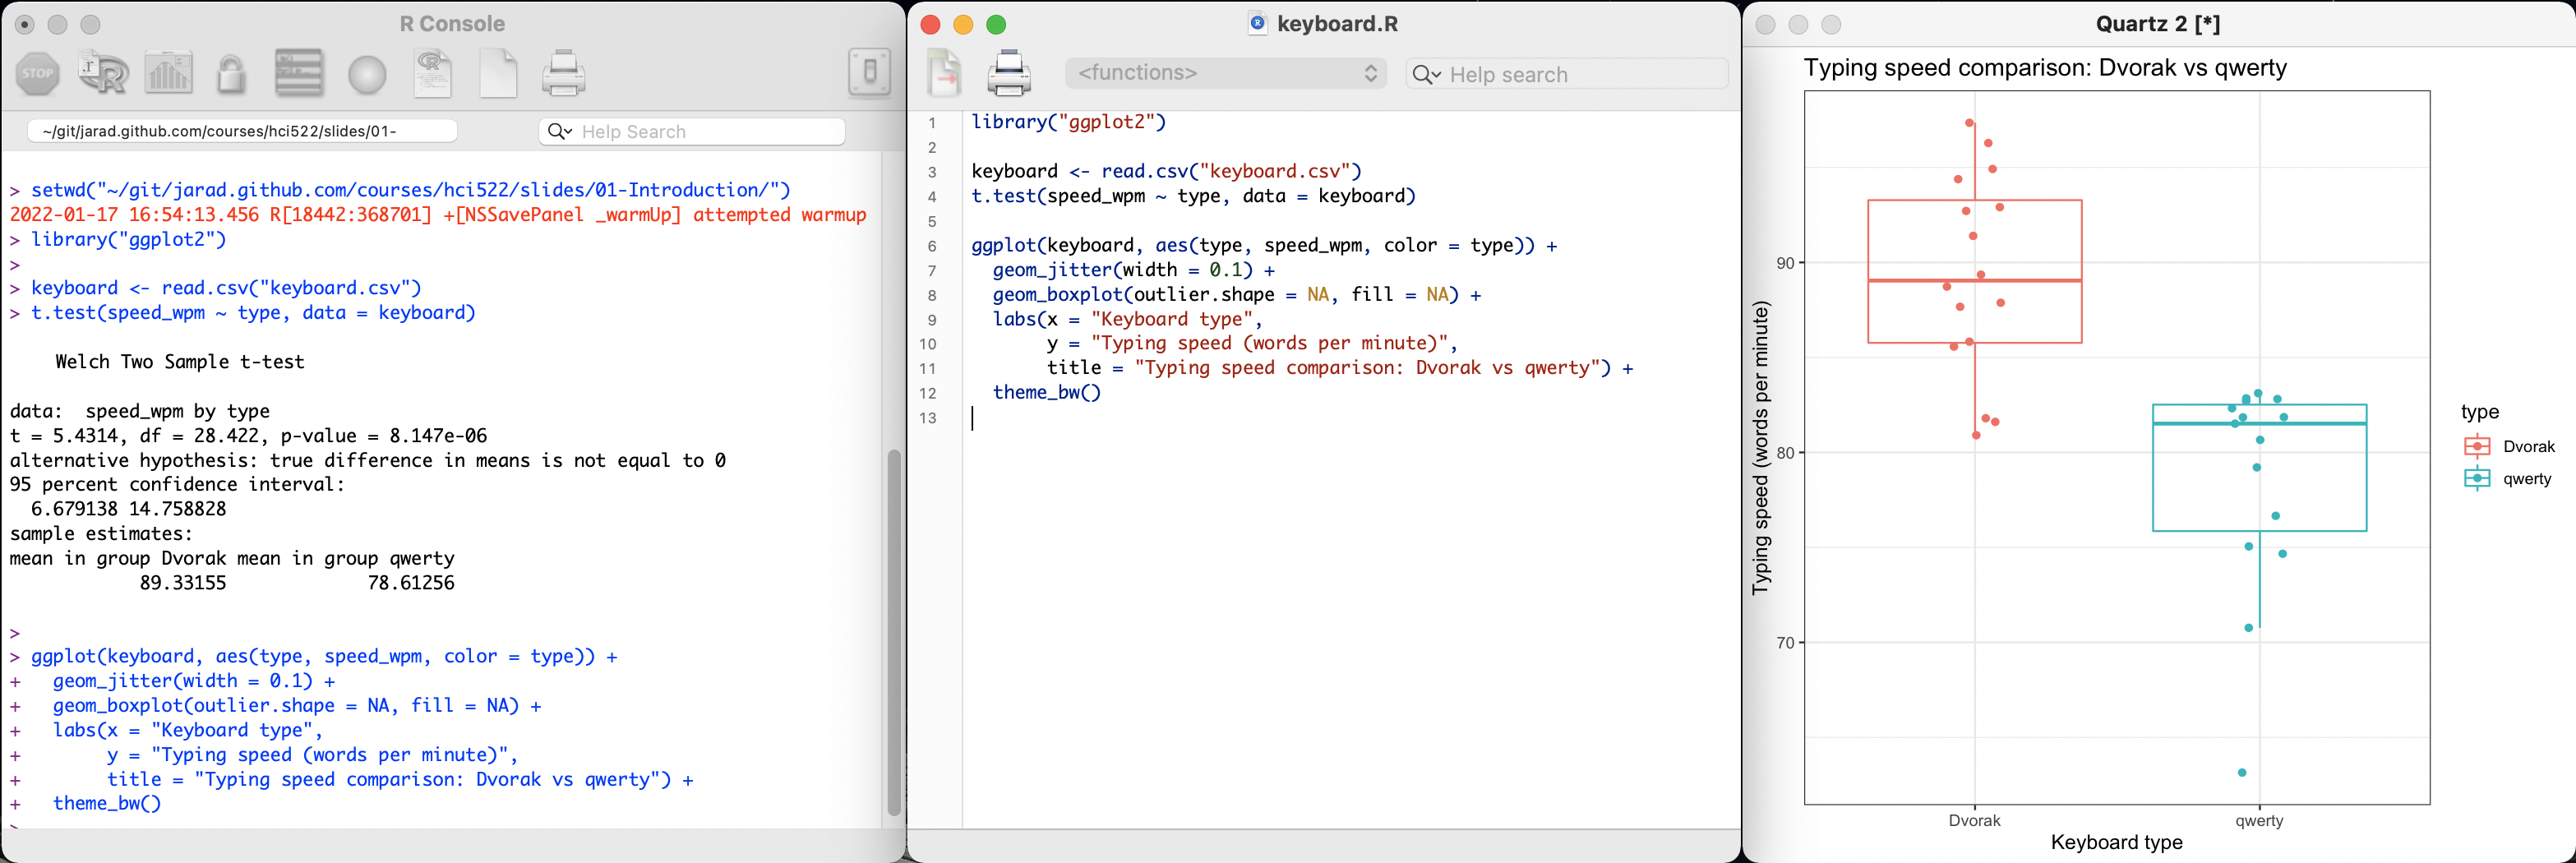 R Console
STOP
~/git/jarad.github.com/courses/hci522/slides/01-
Help Search
> setwd("~/git/jarad.github.com/courses/hci522/slides/01-Introduction/")
2022-01-17 16:54:13.456 R[18442:368701] +[NSSavePanel _warmUp] attempted warmup
> library("ggplot2")
>
> keyboard <- read.csv("keyboard.csv")
> t.test(speed_wpm ~ type, data = keyboard)
Welch Two Sample t-test
data:  speed_wpm by type
t = 5.4314, df = 28.422, p-value = 8.147e-06
alternative hypothesis: true difference in means is not equal to 0
95 percent confidence interval:
6.679138 14.758828
sample estimates:
mean in group Dvorak mean in group qwerty
89.33155 78.61256
>
> ggplot(keyboard, aes(type, speed_wpm, color = type)) +
+   geom_jitter(width = 0.1) +
+   geom_boxplot(outlier.shape = NA, fill = NA) +
+   labs(x = "Keyboard type",
+        y = "Typing speed (words per minute)",
+        title = "Typing speed comparison: Dvorak vs qwerty") +
+   theme_bw()
>
keyboard.R
<functions>
Help search
1 library("ggplot2")
2
3 keyboard <- read.csv("keyboard.csv")
4 t.test(speed_wpm ~ type, data = keyboard)
5
6 ggplot(keyboard, aes(type, speed_wpm, color = type)) +
7   geom_jitter(width = 0.1) +
8   geom_boxplot(outlier.shape = NA, fill = NA) +
9   labs(x = "Keyboard type",
10        y = "Typing speed (words per minute)",
11        title = "Typing speed comparison: Dvorak vs qwerty") +
12   theme_bw()
13
Quartz 2 [*]
Typing speed comparison: Dvorak vs qwerty
Typing speed (words per minute)
90
80
70
Dvorak
qwerty
Keyboard type
type
Dvorak
qwerty